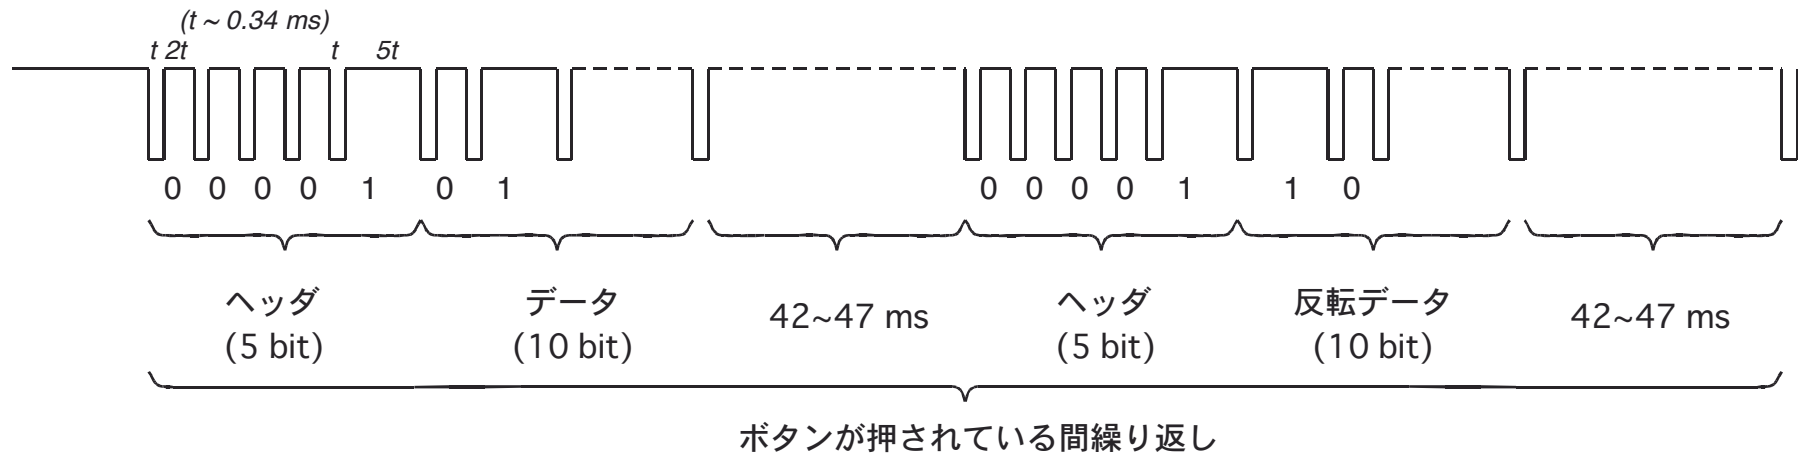 (t ~ 0.34 ms)
t 2t t 5t
0 0 0 0 1 0 1 0 0 0 0 1 1 0
ヘッダ データ 42~47 ms ヘッダ 反転データ 42~47 ms
(5 bit) (10 bit) (5 bit) (10 bit)
ボタンが押されている間繰り返し